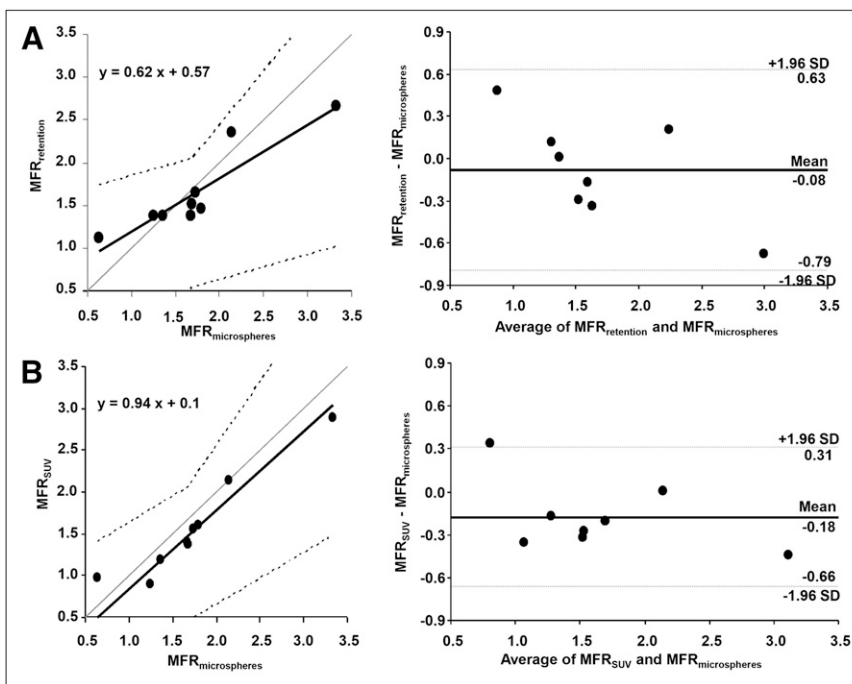 A
3.5
3.0
2.5
2.0
1.5
1.0
0.5
MFRretention
y = 0.62 x + 0.57
0.5 1.0 1.5 2.0 2.5 3.0 3.5
MFRmicrospheres
0.9
0.6
0.3
0.0
-0.3
-0.6
-0.9
MFRretention - MFRmicrospheres
+1.96 SD
0.63
Mean
-0.08
-0.79
-1.96 SD
0.5 1.0 1.5 2.0 2.5 3.0 3.5
Average of MFRretention and MFRmicrospheres
B
3.5
3.0
2.5
2.0
1.5
1.0
0.5
MFRSUV
y = 0.94 x + 0.1
0.5 1.0 1.5 2.0 2.5 3.0 3.5
MFRmicrospheres
0.9
0.6
0.3
0.0
-0.3
-0.6
-0.9
MFRSUV - MFRmicrospheres
+1.96 SD
0.31
Mean
-0.18
-0.66
-1.96 SD
0.5 1.0 1.5 2.0 2.5 3.0 3.5
Average of MFRSUV and MFRmicrospheres